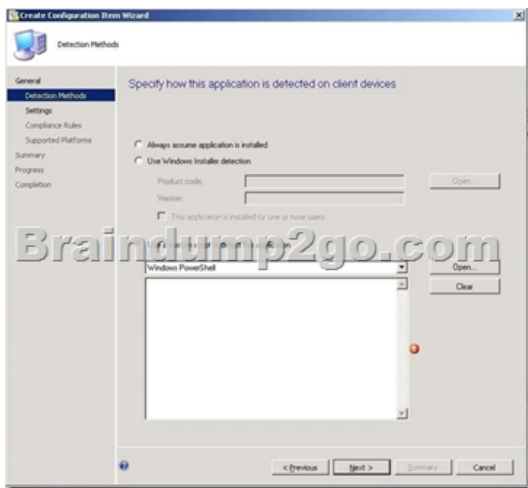 Create Configuration Item Wizard
Detection Methods
General
Detection Methods
Settings
Compliance Rules
Supported Platforms
Summary
Progress
Completion
Specify how this application is detected on client devices
Always assume application is installed
Use Windows Installer detection
Product code:
Open...
Version:
This application is installed for one or more users
Braindump2go.com
Windows PowerShell
Open...
Clear
< Previous
Next >
Summary
Cancel